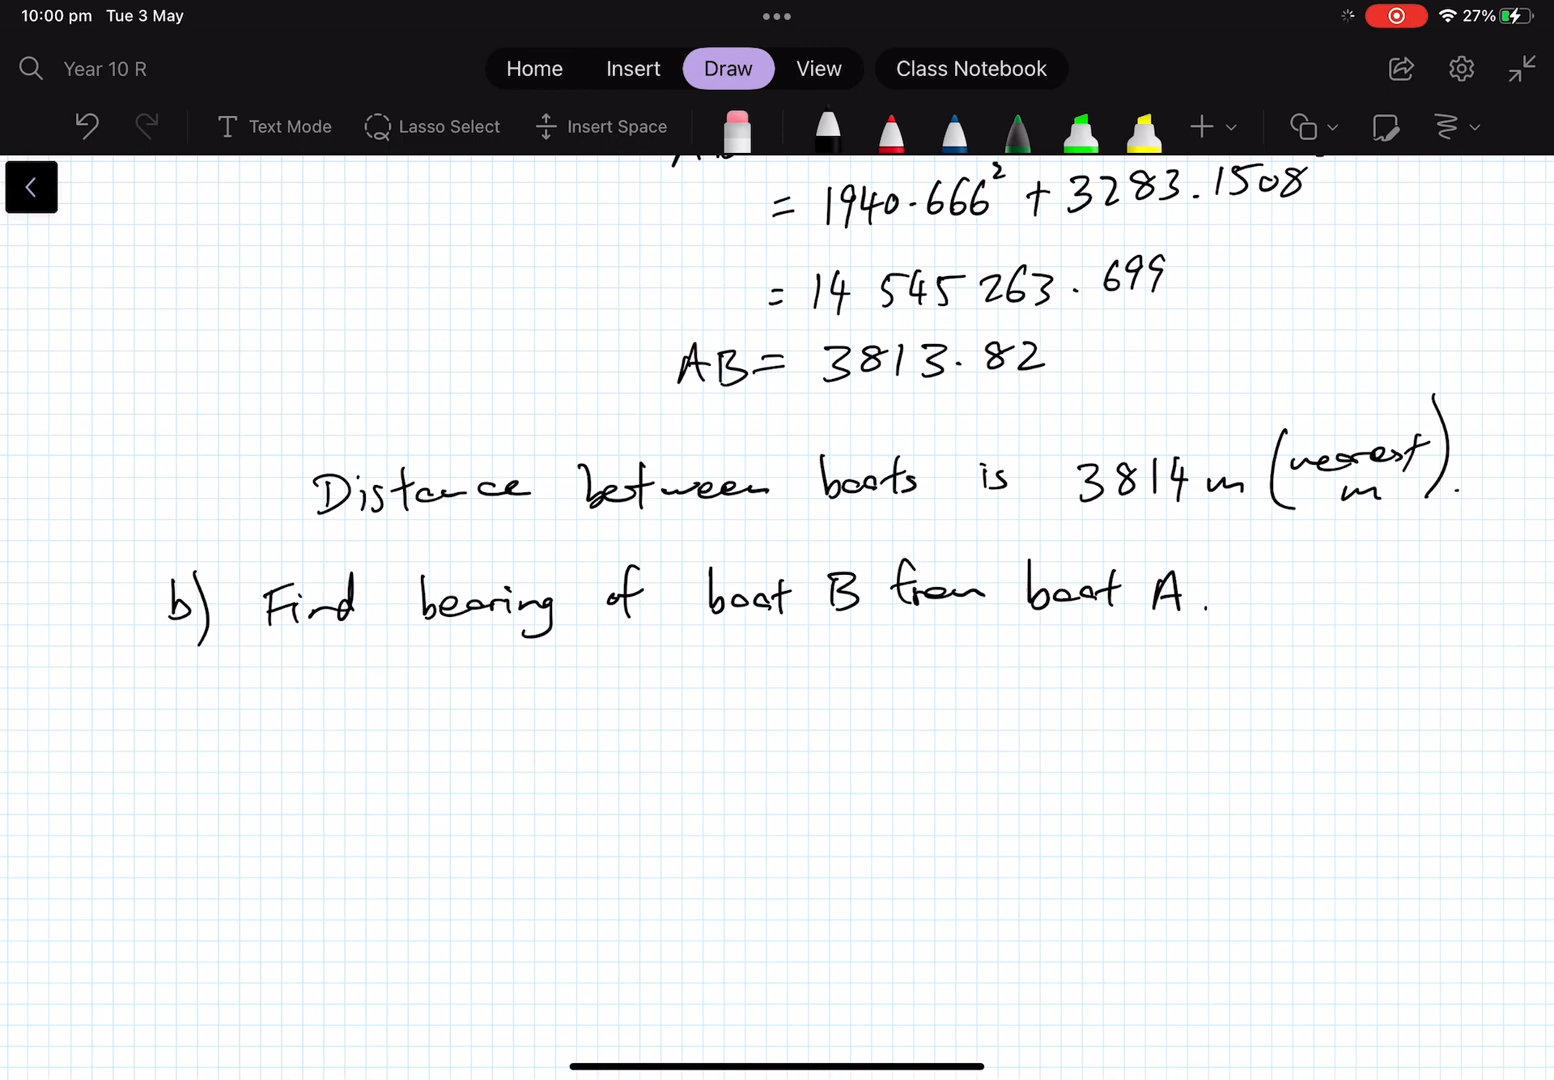 10:00 pm Tue 3 May
27%
Year 10 R
Home Insert Draw View Class Notebook
Text Mode Lasso Select Insert Space
= 1940.666² + 3283.1508
= 14 545 263.699
AB = 3813.82
Distance between boats is 3814 m (nearest m).
b) Find bearing of boat B from boat A.